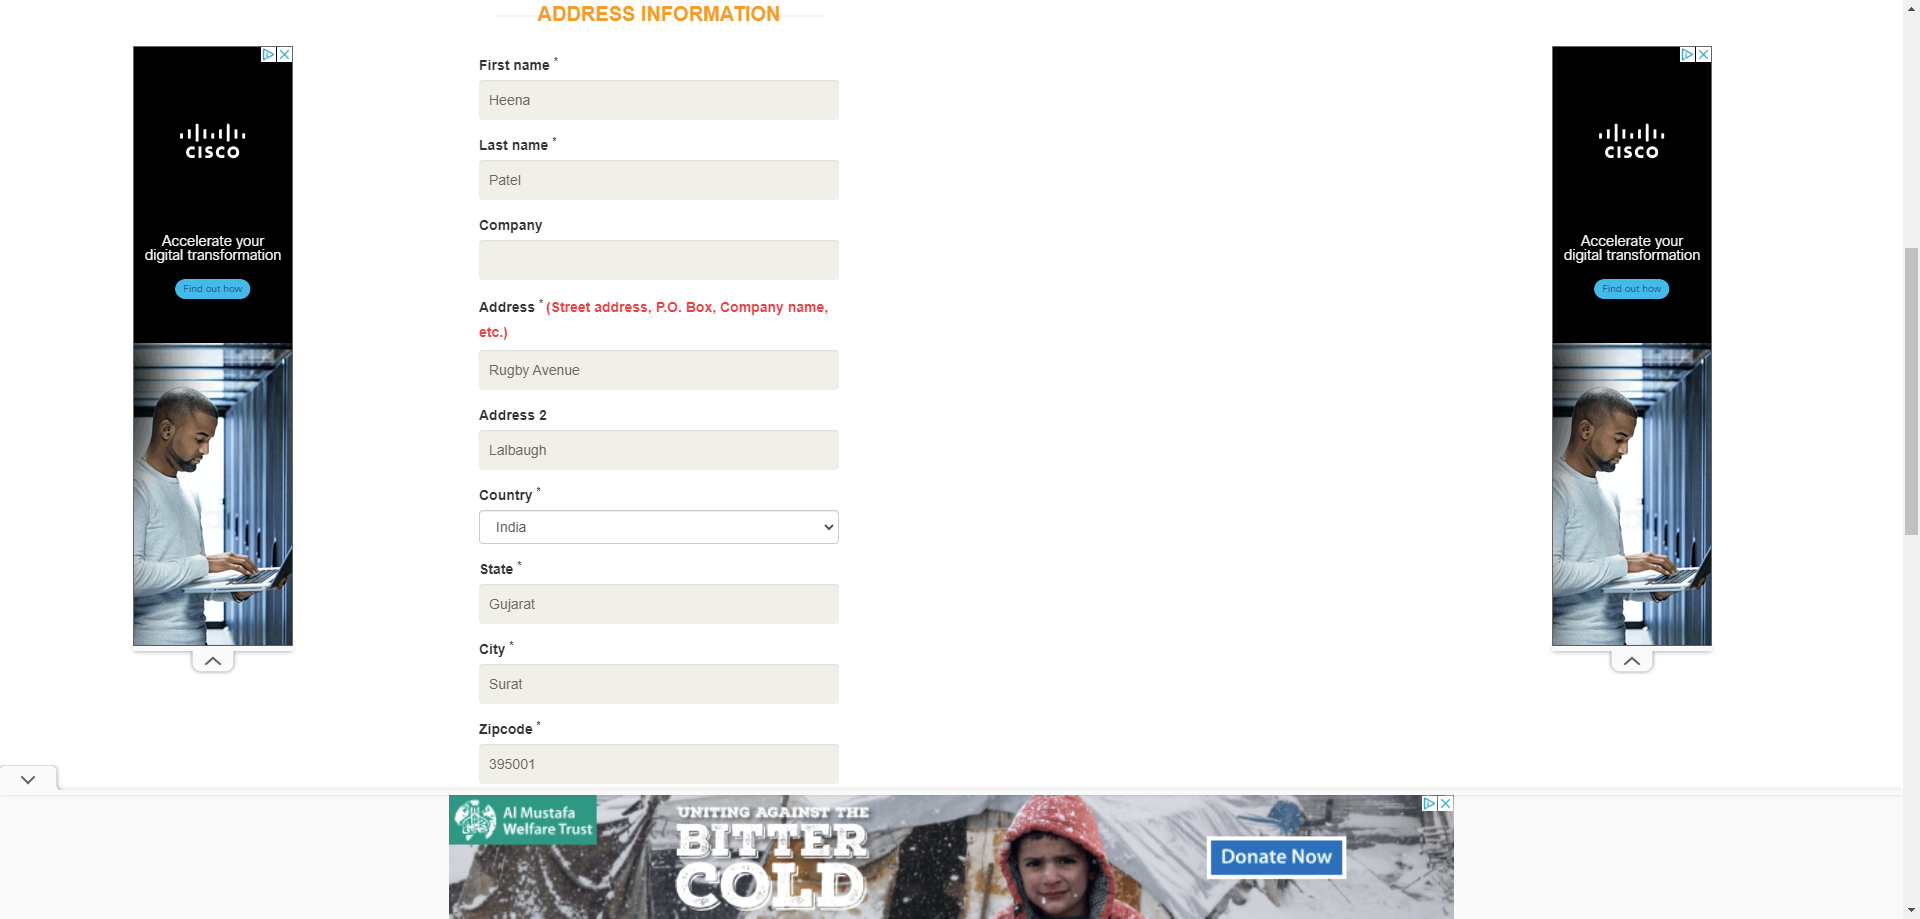 ADDRESS INFORMATION
First name *
Heena
Last name *
Patel
Company
Address * (Street address, P.O. Box, Company name,
etc.)
Rugby Avenue
Address 2
Lalbaugh
Country *
India
State *
Gujarat
City *
Surat
Zipcode *
395001
CISCO
Accelerate your
digital transformation
Find out how
CISCO
Accelerate your
digital transformation
Find out how
Al Mustafa
Welfare Trust
UNITING AGAINST THE
BITTER
COLD
Donate Now